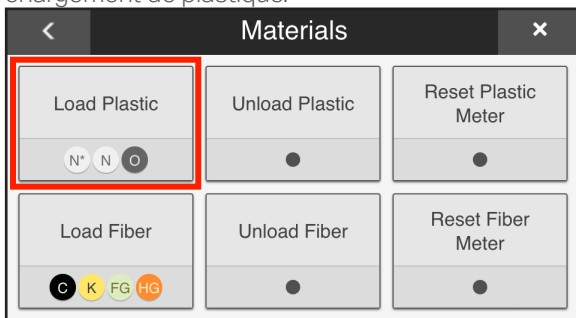 chargement de plastique.
< Materials ×
Load Plastic
Unload Plastic
Reset Plastic
Meter
N* N O
Load Fiber
Unload Fiber
Reset Fiber
Meter
C K FG HG